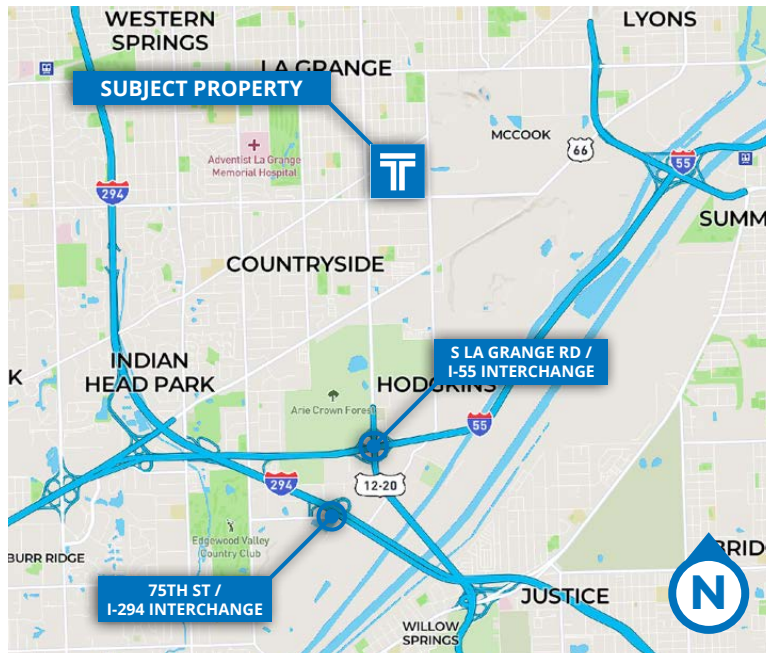 WESTERN
SPRINGS
LYONS
LA GRANGE
SUBJECT PROPERTY
MCCOOK
66
55
Adventist La Grange
Memorial Hospital
294
SUMM
COUNTRYSIDE
S LA GRANGE RD /
I-55 INTERCHANGE
INDIAN
HEAD PARK
K
HODGKINS
Arie Crown Forest
55
294
12-20
Edgewood Valley
Country Club
BURR RIDGE
BRID
75TH ST /
I-294 INTERCHANGE
N
JUSTICE
WILLOW
SPRINGS